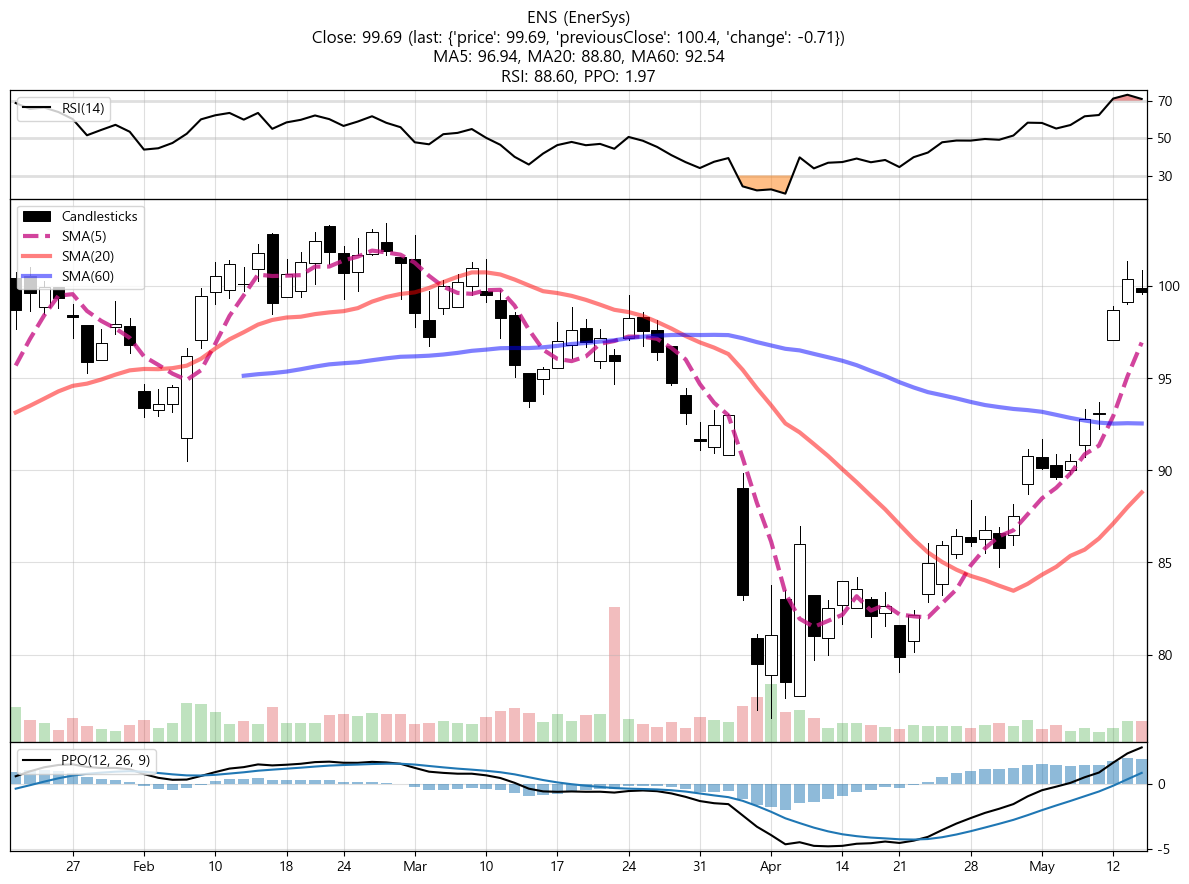 ENS (EnerSys)
Close: 99.69 (last: {'price': 99.69, 'previousClose': 100.4, 'change': -0.71})
MA5: 96.94, MA20: 88.80, MA60: 92.54
RSI: 88.60, PPO: 1.97
RSI(14)
70
50
30
Candlesticks
SMA(5)
SMA(20)
SMA(60)
100
95
90
85
80
PPO(12, 26, 9)
0
-5
27 Feb 10 18 24 Mar 10 17 24 31 Apr 14 21 28 May 12